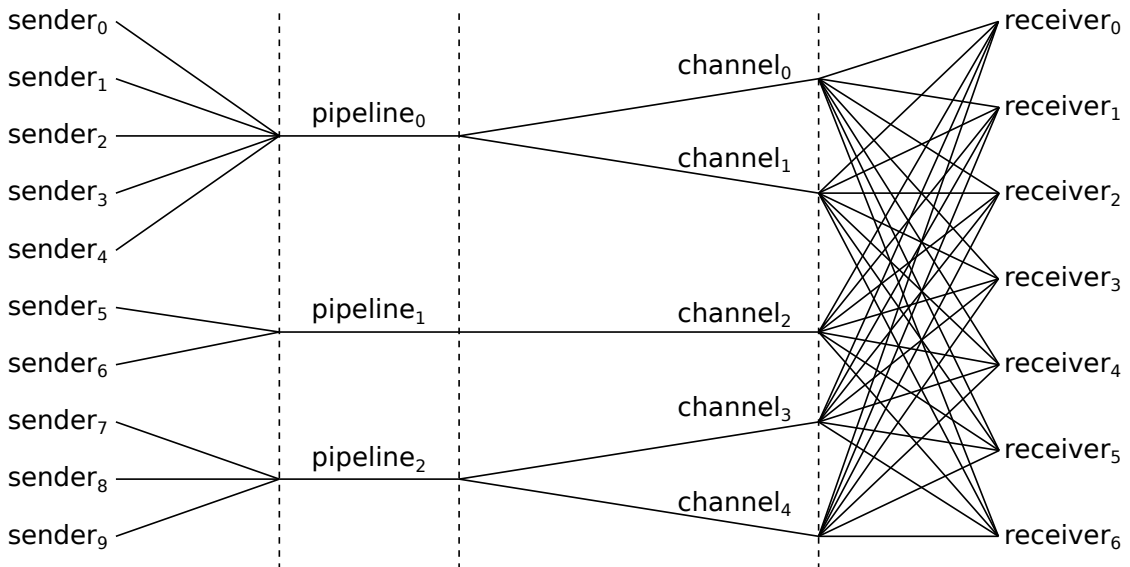 sender₀
sender₁
sender₂
sender₃
sender₄
sender₅
sender₆
sender₇
sender₈
sender₉
pipeline₀
pipeline₁
pipeline₂
channel₀
channel₁
channel₂
channel₃
channel₄
receiver₀
receiver₁
receiver₂
receiver₃
receiver₄
receiver₅
receiver₆